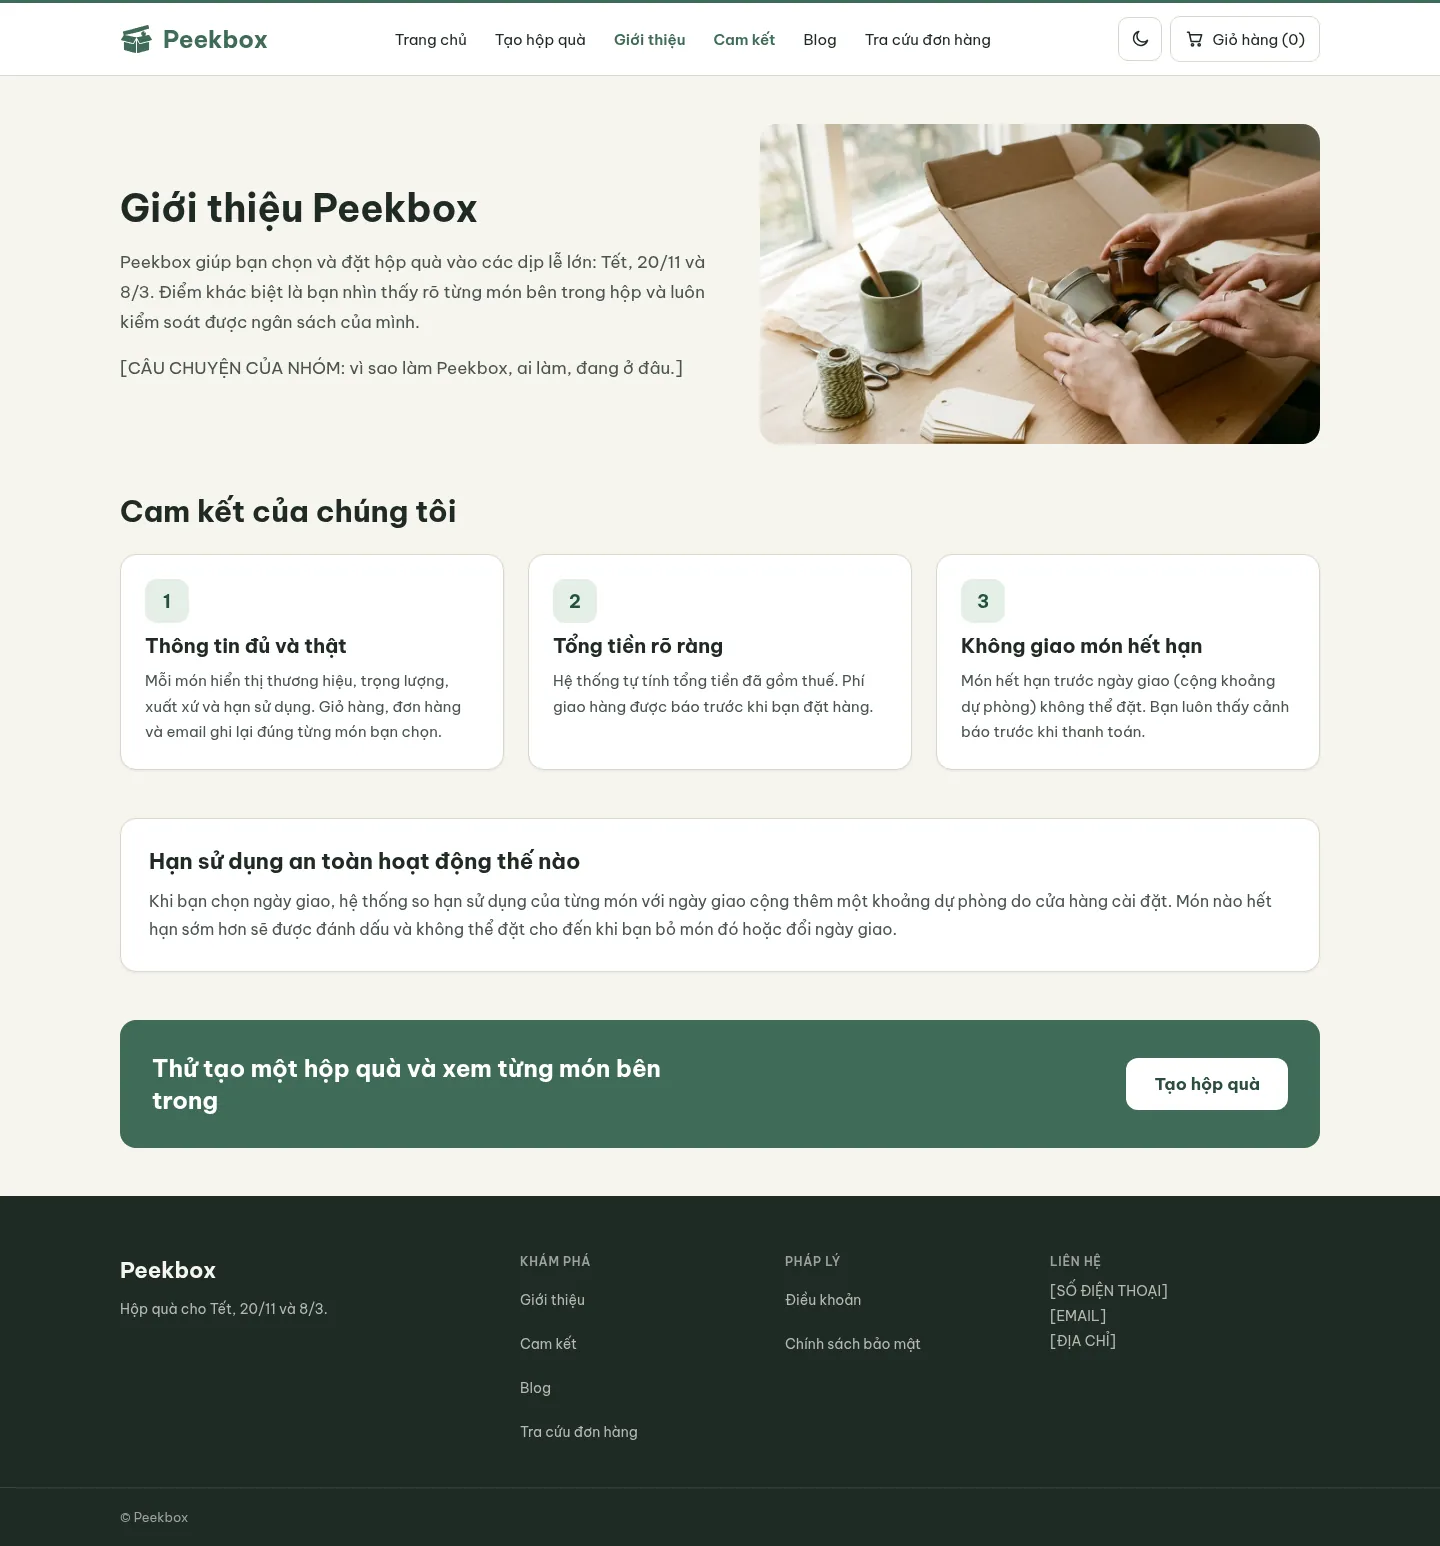 Peekbox
Trang chủ
Tạo hộp quà
Giới thiệu
Cam kết
Blog
Tra cứu đơn hàng
Giỏ hàng (0)
Giới thiệu Peekbox
Peekbox giúp bạn chọn và đặt hộp quà vào các dịp lễ lớn: Tết, 20/11 và
8/3. Điểm khác biệt là bạn nhìn thấy rõ từng món bên trong hộp và luôn
kiểm soát được ngân sách của mình.
[CÂU CHUYỆN CỦA NHÓM: vì sao làm Peekbox, ai làm, đang ở đâu.]
Cam kết của chúng tôi
1
Thông tin đủ và thật
Mỗi món hiển thị thương hiệu, trọng lượng,
xuất xứ và hạn sử dụng. Giỏ hàng, đơn hàng
và email ghi lại đúng từng món bạn chọn.
2
Tổng tiền rõ ràng
Hệ thống tự tính tổng tiền đã gồm thuế. Phí
giao hàng được báo trước khi bạn đặt hàng.
3
Không giao món hết hạn
Món hết hạn trước ngày giao (cộng khoảng
dự phòng) không thể đặt. Bạn luôn thấy cảnh
báo trước khi thanh toán.
Hạn sử dụng an toàn hoạt động thế nào
Khi bạn chọn ngày giao, hệ thống so hạn sử dụng của từng món với ngày giao cộng thêm một khoảng dự phòng do cửa hàng cài đặt. Món nào hết
hạn sớm hơn sẽ được đánh dấu và không thể đặt cho đến khi bạn bỏ món đó hoặc đổi ngày giao.
Thử tạo một hộp quà và xem từng món bên
trong
Tạo hộp quà
Peekbox
Hộp quà cho Tết, 20/11 và 8/3.
KHÁM PHÁ
Giới thiệu
Cam kết
Blog
Tra cứu đơn hàng
PHÁP LÝ
Điều khoản
Chính sách bảo mật
LIÊN HỆ
[SỐ ĐIỆN THOẠI]
[EMAIL]
[ĐỊA CHỈ]
© Peekbox